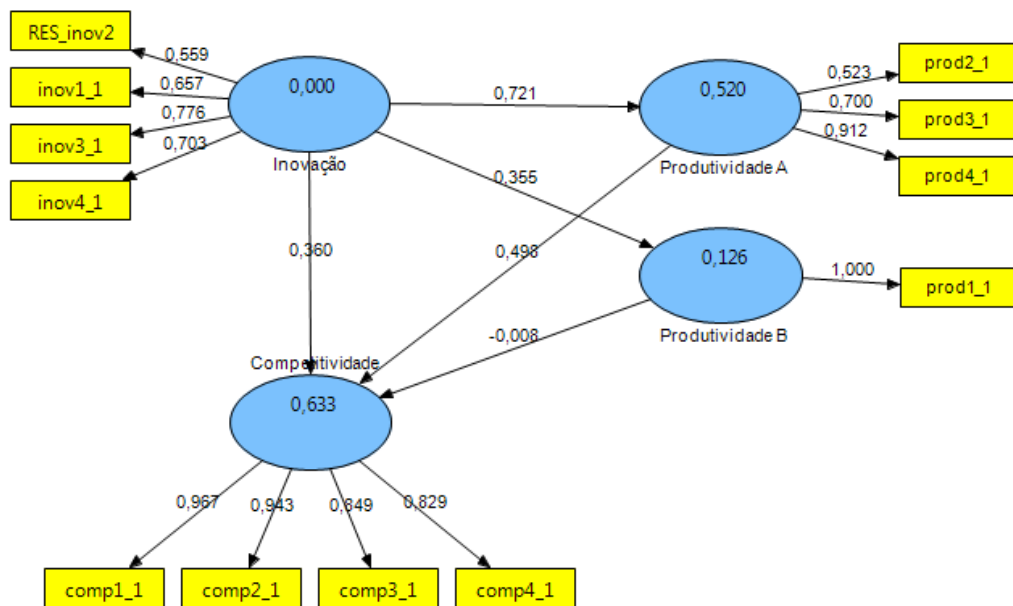 RES_inov2
0,559
inov1_1
0,657
inov3_1
0,776
inov4_1
0,703
0,000
Inovação
0,721
0,520
Produtividade A
0,523
prod2_1
0,700
prod3_1
0,912
prod4_1
0,355
0,360
0,498
0,126
Produtividade B
1,000
prod1_1
-0,008
Competitividade
0,633
0,967
0,943
0,849
0,829
comp1_1
comp2_1
comp3_1
comp4_1